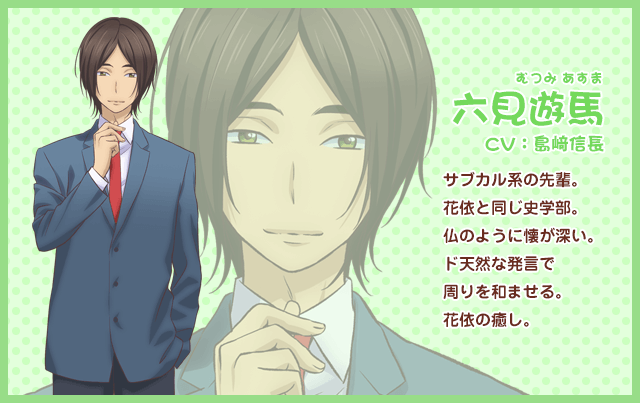 むつみ あすま
六見遊馬
CV：島﨑信長
サブカル系の先輩。
花依と同じ史学部。
仏のように懐が深い。
ド天然な発言で
周りを和ませる。
花依の癒し。